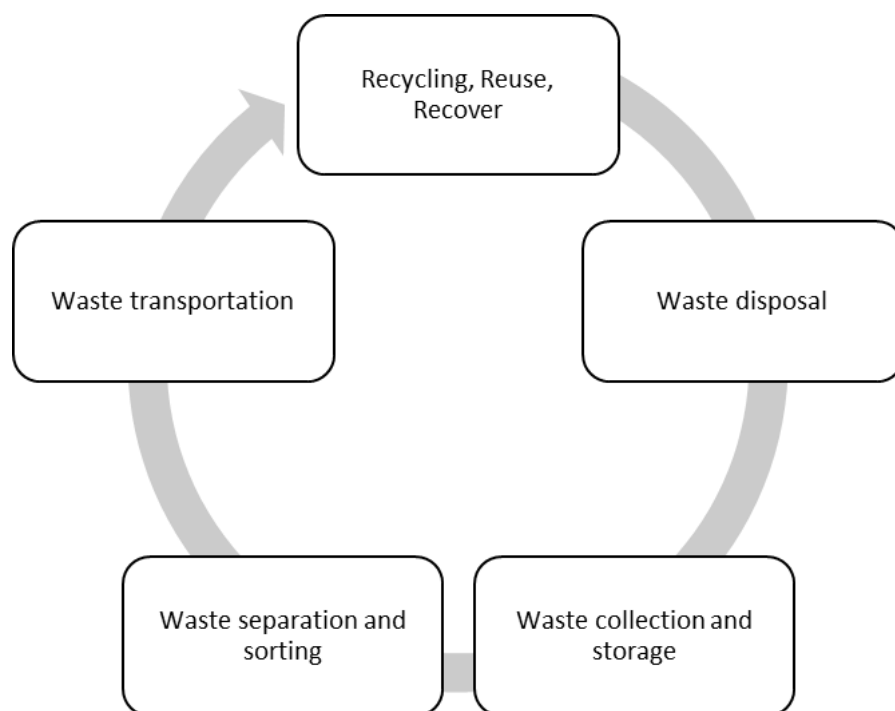 Recycling, Reuse,
Recover
Waste disposal
Waste collection and
storage
Waste separation and
sorting
Waste transportation